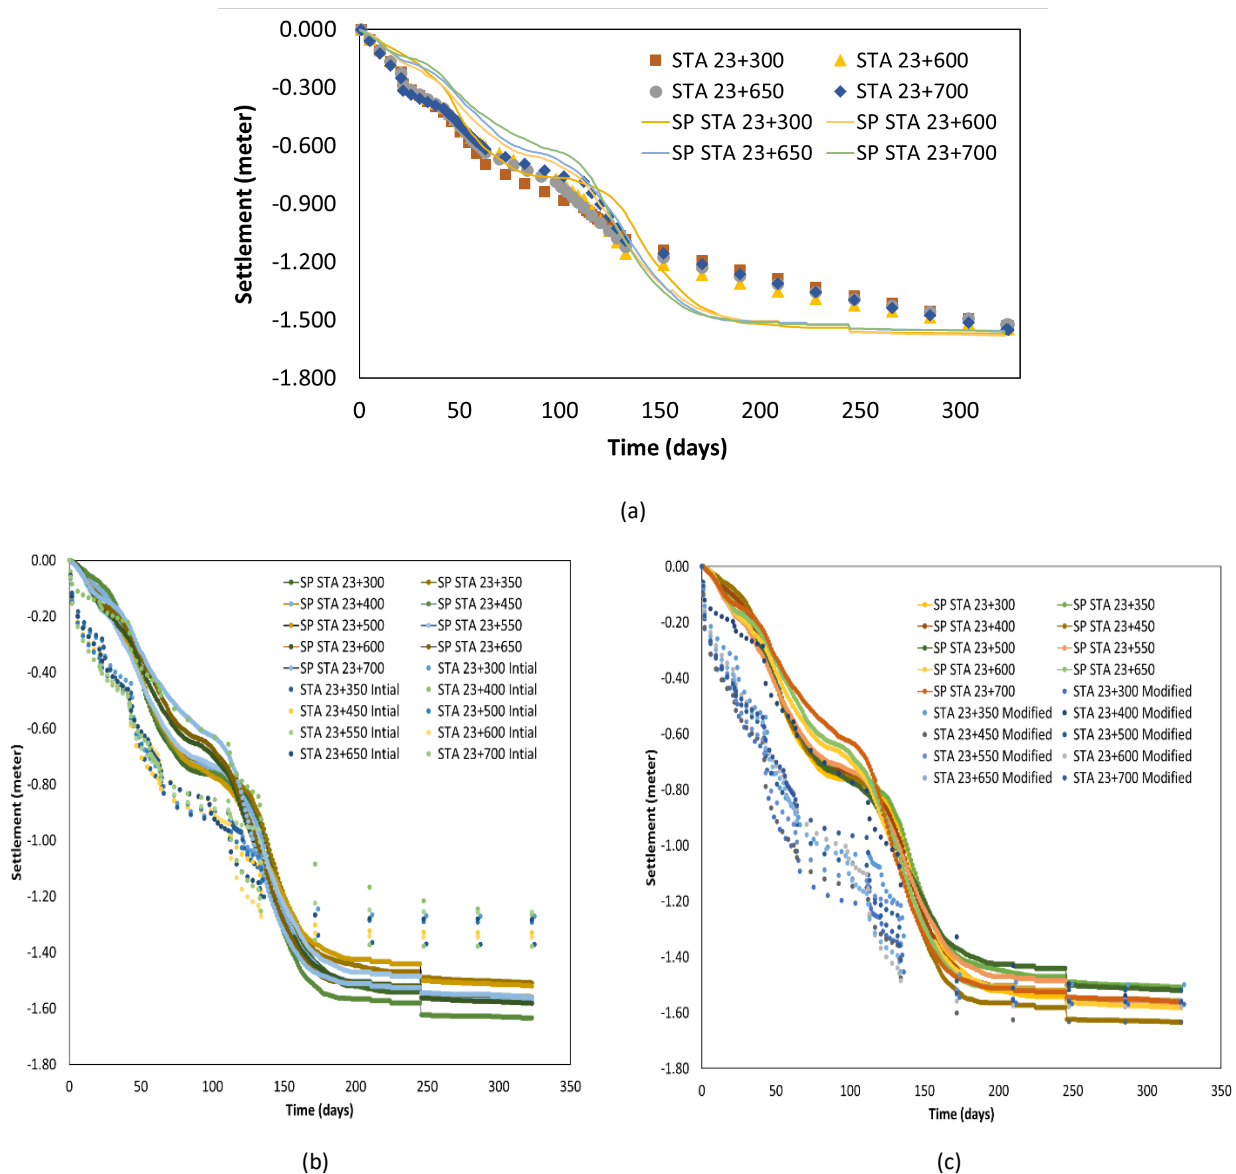 0.000
-0.300
-0.600
-0.900
-1.200
-1.500
-1.800
Settlement (meter)
STA 23+300 STA 23+600
STA 23+650 STA 23+700
SP STA 23+300 SP STA 23+600
SP STA 23+650 SP STA 23+700
0 50 100 150 200 250 300
Time (days)
(a)
0.00
-0.20
-0.40
-0.60
-0.80
-1.00
-1.20
-1.40
-1.60
-1.80
Settlement (meter)
SP STA 23+300 SP STA 23+350
SP STA 23+400 SP STA 23+450
SP STA 23+500 SP STA 23+550
SP STA 23+600 SP STA 23+650
SP STA 23+700 STA 23+300 Intial
STA 23+350 Intial STA 23+400 Intial
STA 23+450 Intial STA 23+500 Intial
STA 23+550 Intial STA 23+600 Intial
STA 23+650 Intial STA 23+700 Intial
0 50 100 150 200 250 300 350
Time (days)
(b)
0.00
-0.20
-0.40
-0.60
-0.80
-1.00
-1.20
-1.40
-1.60
-1.80
Settlement (meter)
SP STA 23+300 SP STA 23+350
SP STA 23+400 SP STA 23+450
SP STA 23+500 SP STA 23+550
SP STA 23+600 SP STA 23+650
SP STA 23+700 STA 23+300 Modified
STA 23+350 Modified STA 23+400 Modified
STA 23+450 Modified STA 23+500 Modified
STA 23+550 Modified STA 23+600 Modified
STA 23+650 Modified STA 23+700 Modified
0 50 100 150 200 250 300 350
Time (days)
(c)